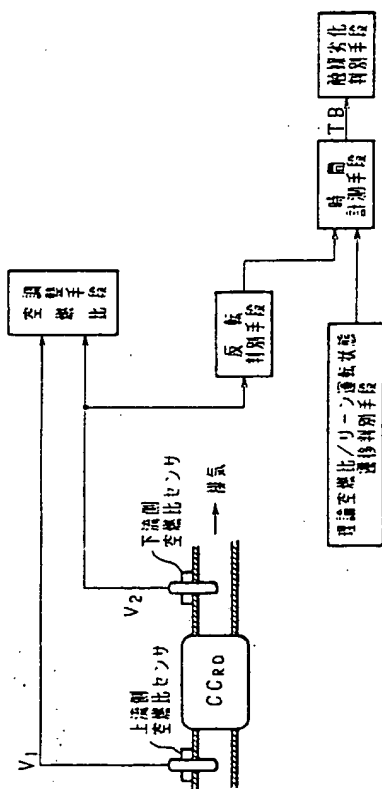 V₁
上流側
空燃比センサ
CC_RO
V₂
下流側
空燃比センサ
排気
空燃比
調整手段
反転
判別手段
理論空燃比/リーン運転状態
遷移判別手段
時間
計測手段
TB
触媒劣化
判別手段